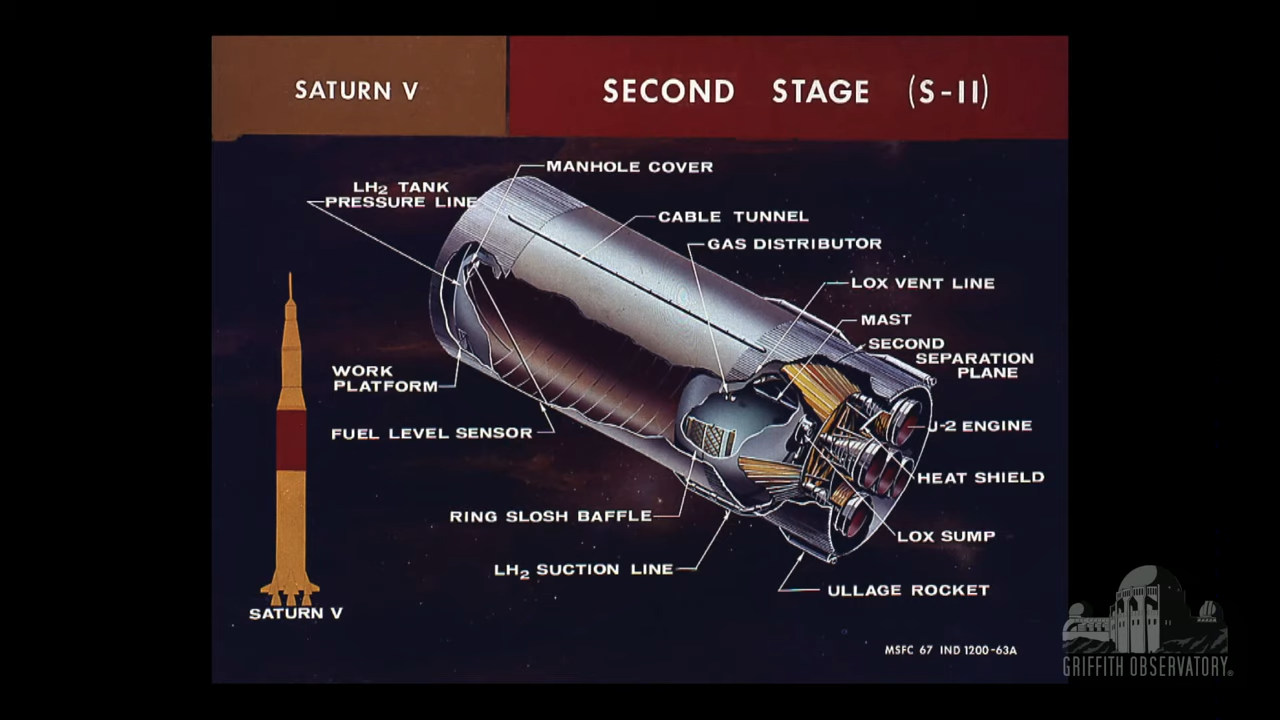 SATURN V
SECOND STAGE (S-II)
MANHOLE COVER
LH2 TANK
PRESSURE LINE
CABLE TUNNEL
GAS DISTRIBUTOR
LOX VENT LINE
MAST
SECOND
SEPARATION
PLANE
WORK
PLATFORM
J-2 ENGINE
FUEL LEVEL SENSOR
HEAT SHIELD
RING SLOSH BAFFLE
LOX SUMP
LH2 SUCTION LINE
ULLAGE ROCKET
SATURN V
MSFC 67 IND 1200-63A
GRIFFITH OBSERVATORY®